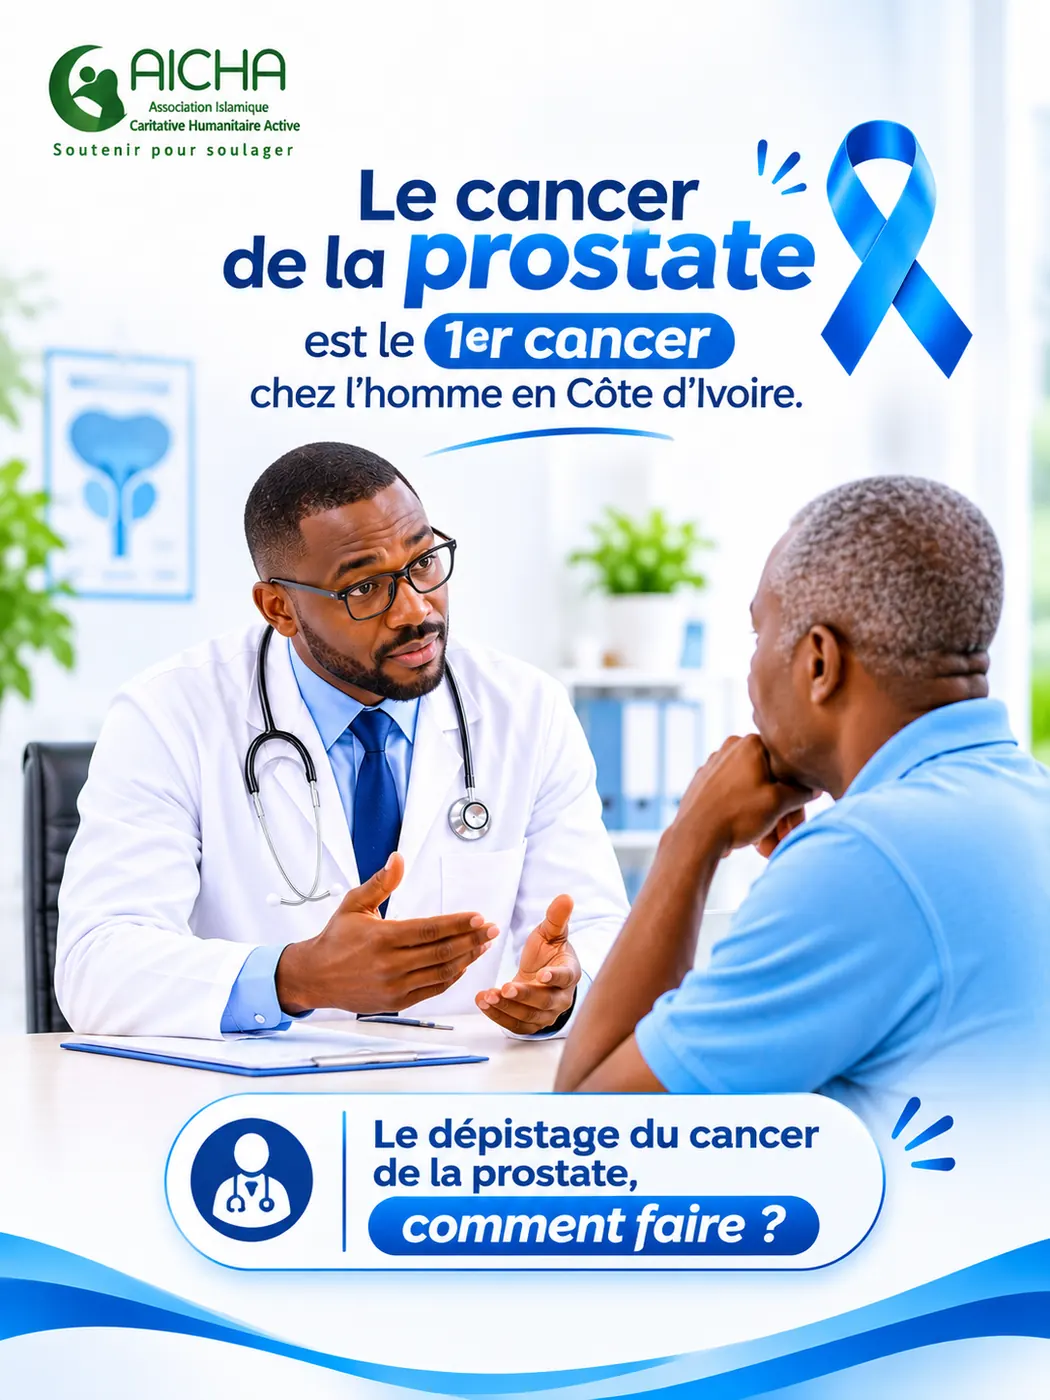 AICHA
Association Islamique
Caritative Humanitaire Active
Soutenir pour soulager
Le cancer
de la prostate
est le 1er cancer
chez l'homme en Côte d'Ivoire.
Le dépistage du cancer
de la prostate,
comment faire ?